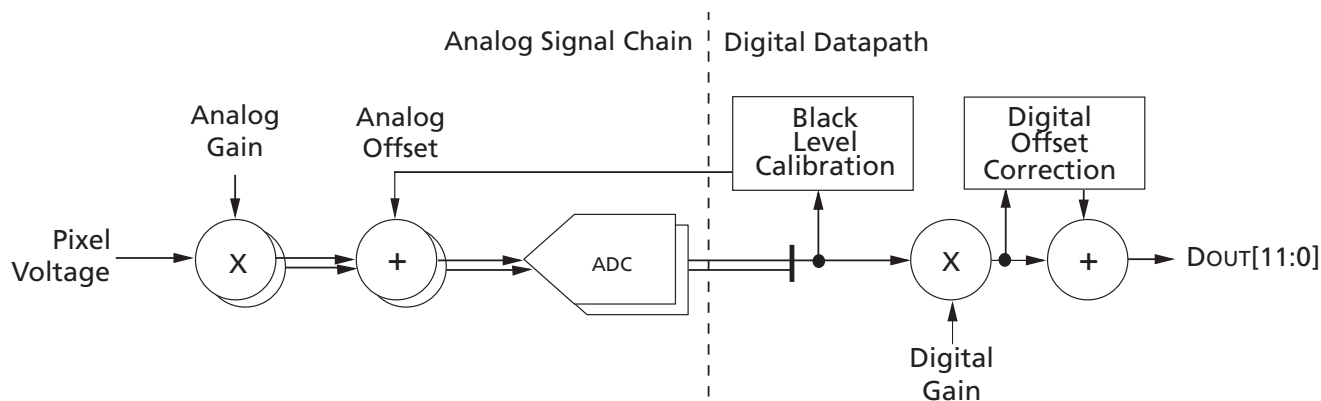 Analog Signal Chain
Digital Datapath
Analog
Gain
Analog
Offset
Black
Level
Calibration
Digital
Offset
Correction
Pixel
Voltage
X
+
ADC
X
+
DOUT[11:0]
Digital
Gain